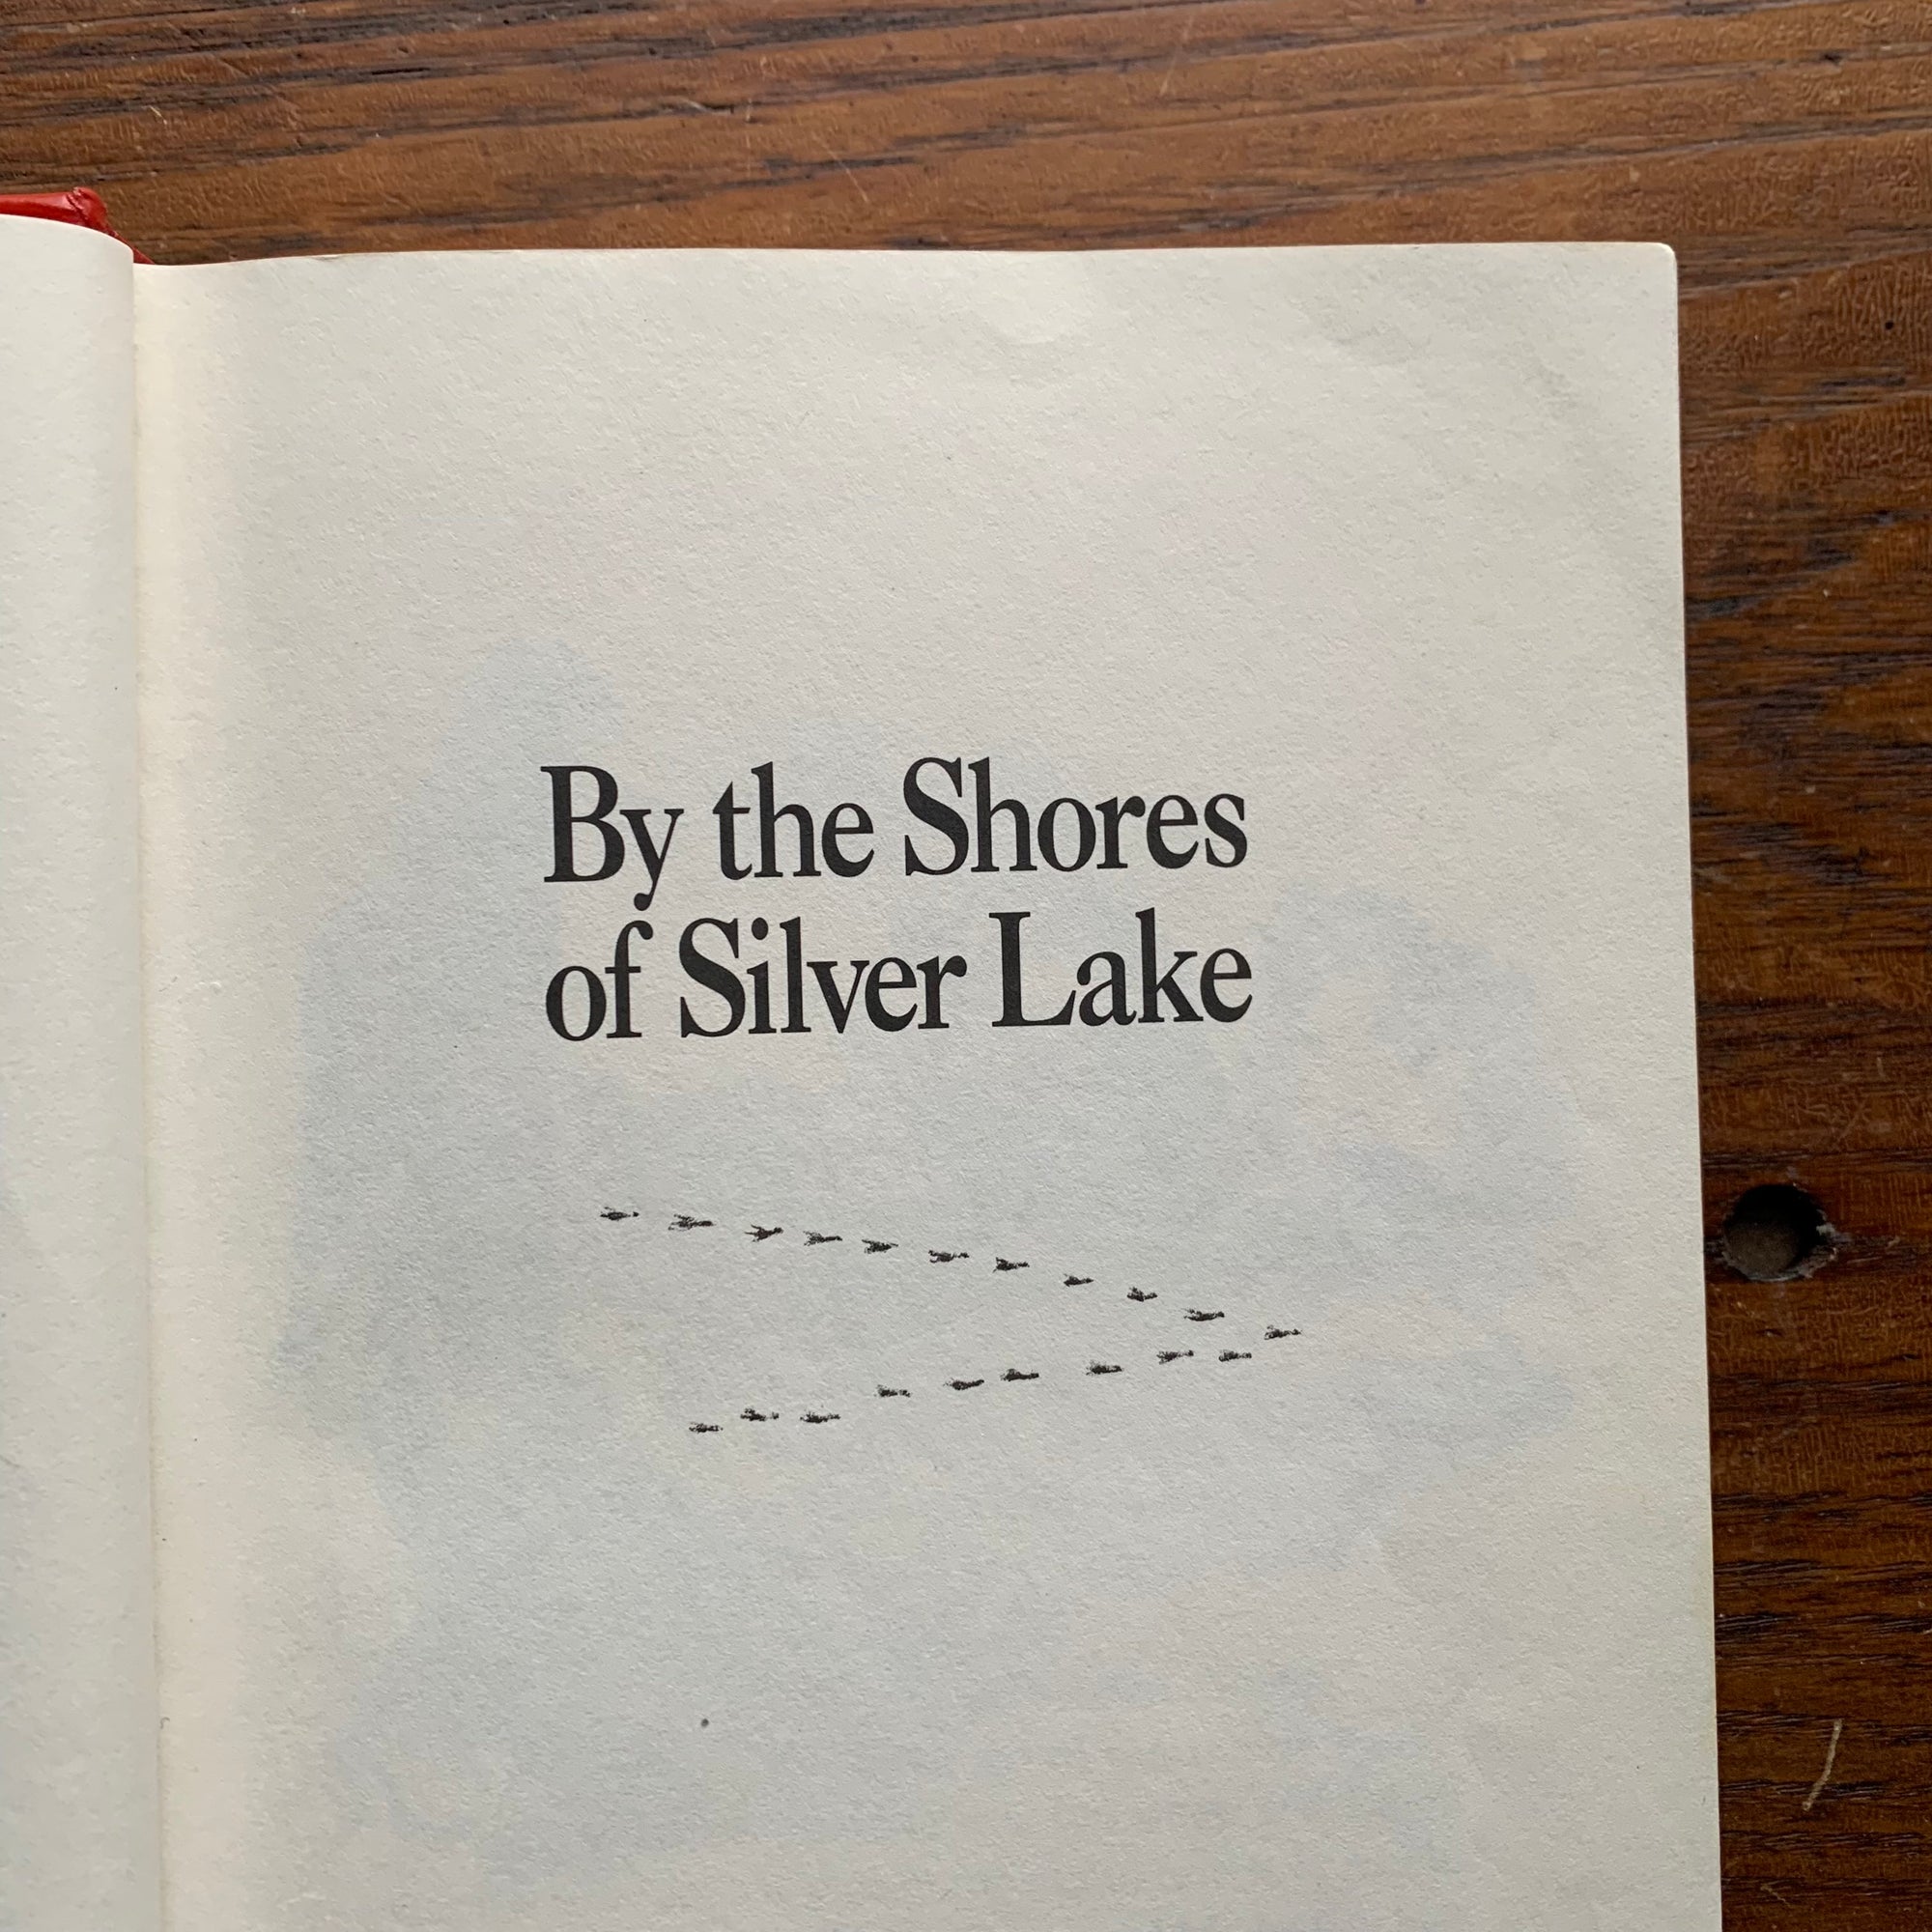 By the Shores
of Silver Lake